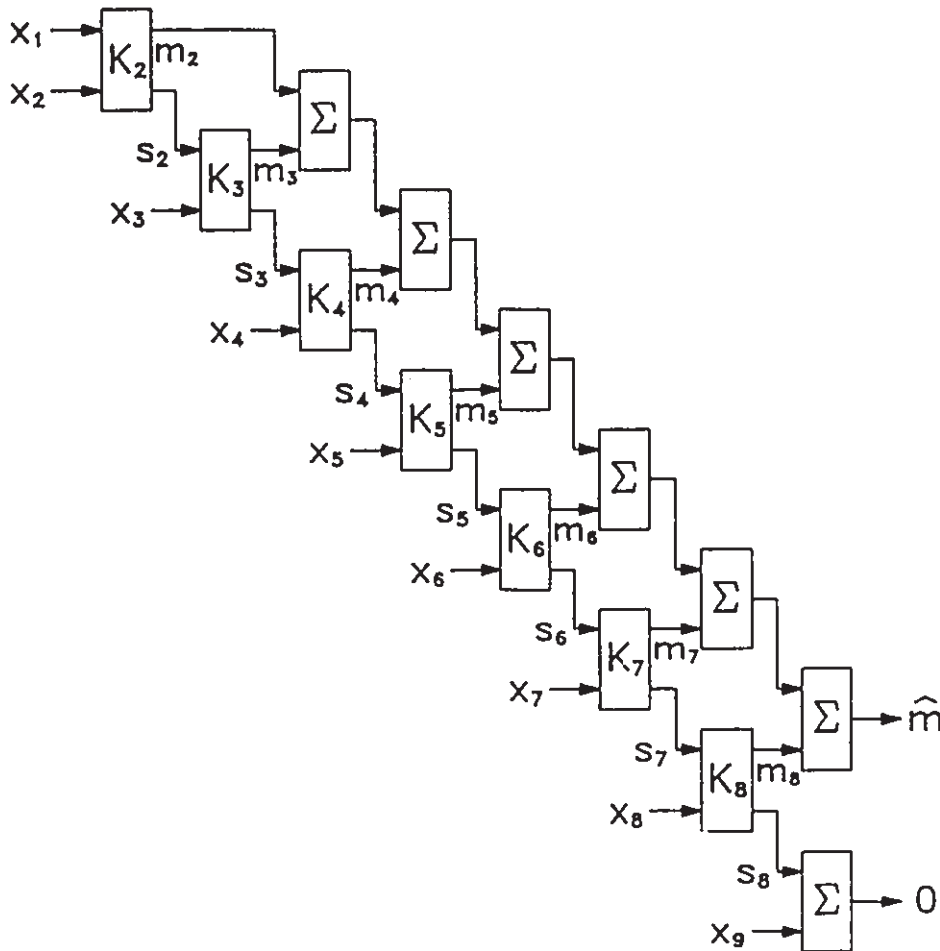 x₁
K₂
m₂
x₂
Σ
s₂
K₃
m₃
x₃
Σ
s₃
K₄
m₄
x₄
Σ
s₄
K₅
m₅
x₅
Σ
s₅
K₆
m₆
x₆
Σ
s₆
K₇
m₇
x₇
Σ
m̂
s₇
K₈
m₈
x₈
s₈
Σ
0
x₉